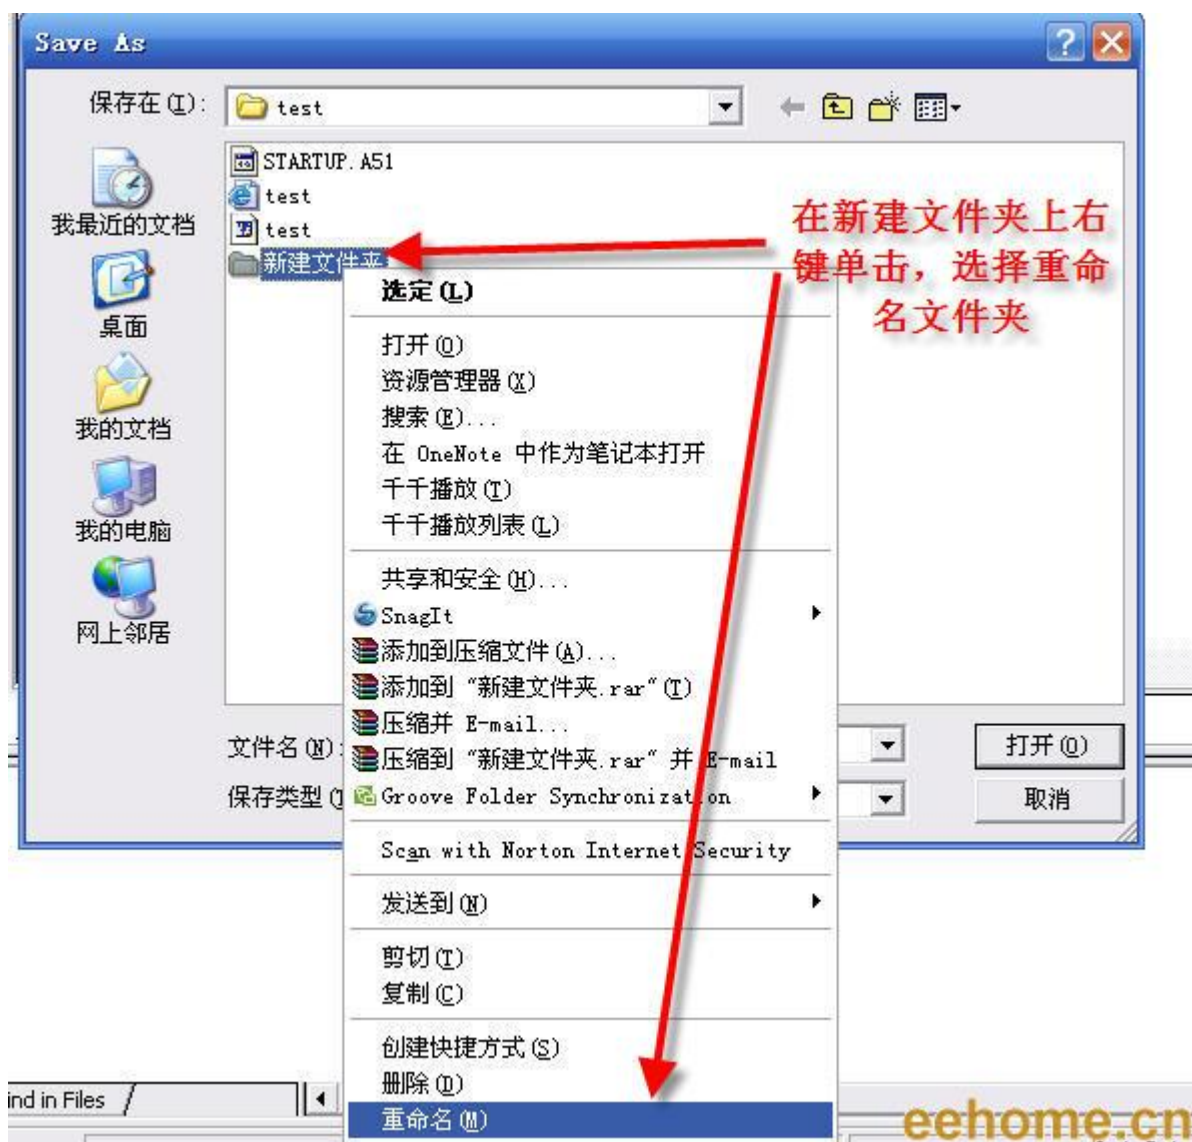 Save As
保存在(I):
test
STARTUP.A51
test
test
新建文件夹
我最近的文档
桌面
我的文档
我的电脑
网上邻居
在新建文件夹上右
键单击，选择重命
名文件夹
选定(L)
打开(O)
资源管理器(X)
搜索(E)...
在 OneNote 中作为笔记本打开
千千播放(T)
千千播放列表(L)
共享和安全(H)...
SnagIt
添加到压缩文件(A)...
添加到 "新建文件夹.rar"(T)
压缩并 E-mail...
压缩到 "新建文件夹.rar" 并 E-mail
Groove Folder Synchronization
Scan with Norton Internet Security
发送到(N)
剪切(T)
复制(C)
创建快捷方式(S)
删除(D)
重命名(M)
文件名(N):
打开(O)
保存类型(T
取消
ind in Files
eehome.cn